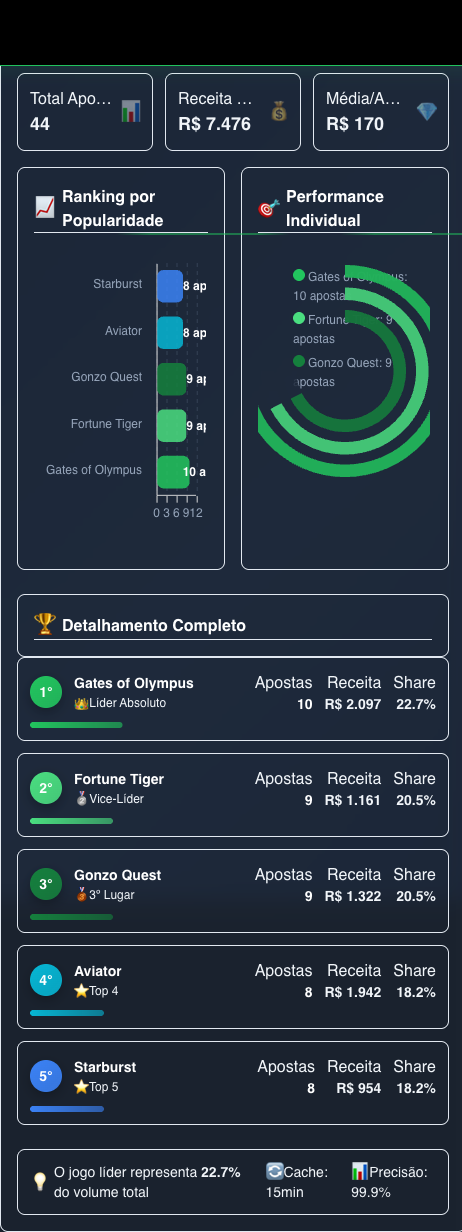 Total Apo...
44
Receita ...
R$ 7.476
Média/A...
R$ 170
Ranking por
Popularidade
Starburst
8 ap
Aviator
8 ap
Gonzo Quest
9 ap
Fortune Tiger
9 ap
Gates of Olympus
10 a
0 3 6 9 12
Performance
Individual
Gates of Olympus:
10 apostas
Fortune Tiger: 9
apostas
Gonzo Quest: 9
apostas
Detalhamento Completo
1°
Gates of Olympus
Líder Absoluto
Apostas Receita Share
10 R$ 2.097 22.7%
2°
Fortune Tiger
Vice-Líder
Apostas Receita Share
9 R$ 1.161 20.5%
3°
Gonzo Quest
3° Lugar
Apostas Receita Share
9 R$ 1.322 20.5%
4°
Aviator
Top 4
Apostas Receita Share
8 R$ 1.942 18.2%
5°
Starburst
Top 5
Apostas Receita Share
8 R$ 954 18.2%
O jogo líder representa 22.7%
do volume total
Cache:
15min
Precisão:
99.9%